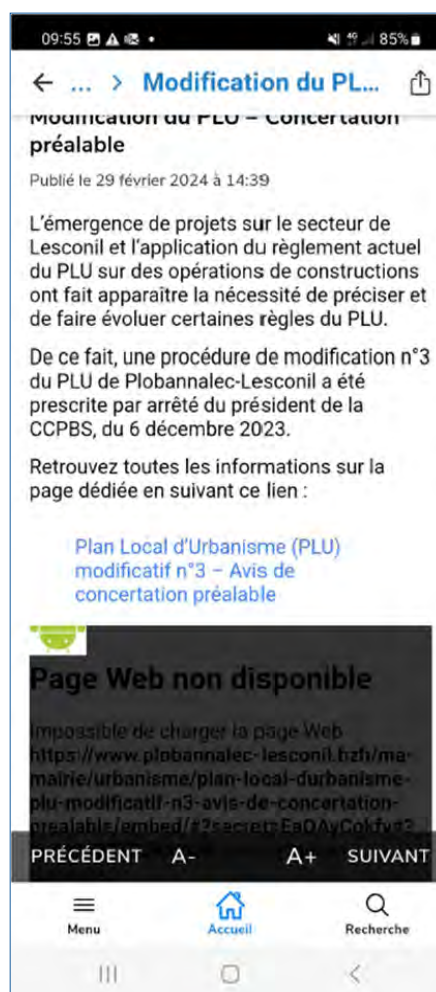 09:55
4G 85%
... > Modification du PL...
Modification du PLU – Concertation
préalable
Publié le 29 février 2024 à 14:39
L'émergence de projets sur le secteur de
Lesconil et l'application du règlement actuel
du PLU sur des opérations de constructions
ont fait apparaître la nécessité de préciser et
de faire évoluer certaines règles du PLU.
De ce fait, une procédure de modification n°3
du PLU de Plobannalec-Lesconil a été
prescrite par arrêté du président de la
CCPBS, du 6 décembre 2023.
Retrouvez toutes les informations sur la
page dédiée en suivant ce lien :
Plan Local d'Urbanisme (PLU)
modificatif n°3 – Avis de
concertation préalable
Page Web non disponible
Impossible de charger la page Web
https://www.plobannalec-lesconil.bzh/ma-
mairie/urbanisme/plan-local-durbanisme-
plu-modificatif-n3-avis-de-concertation-
prealable/embed/
PRÉCÉDENT A- A+ SUIVANT
Menu Accueil Recherche